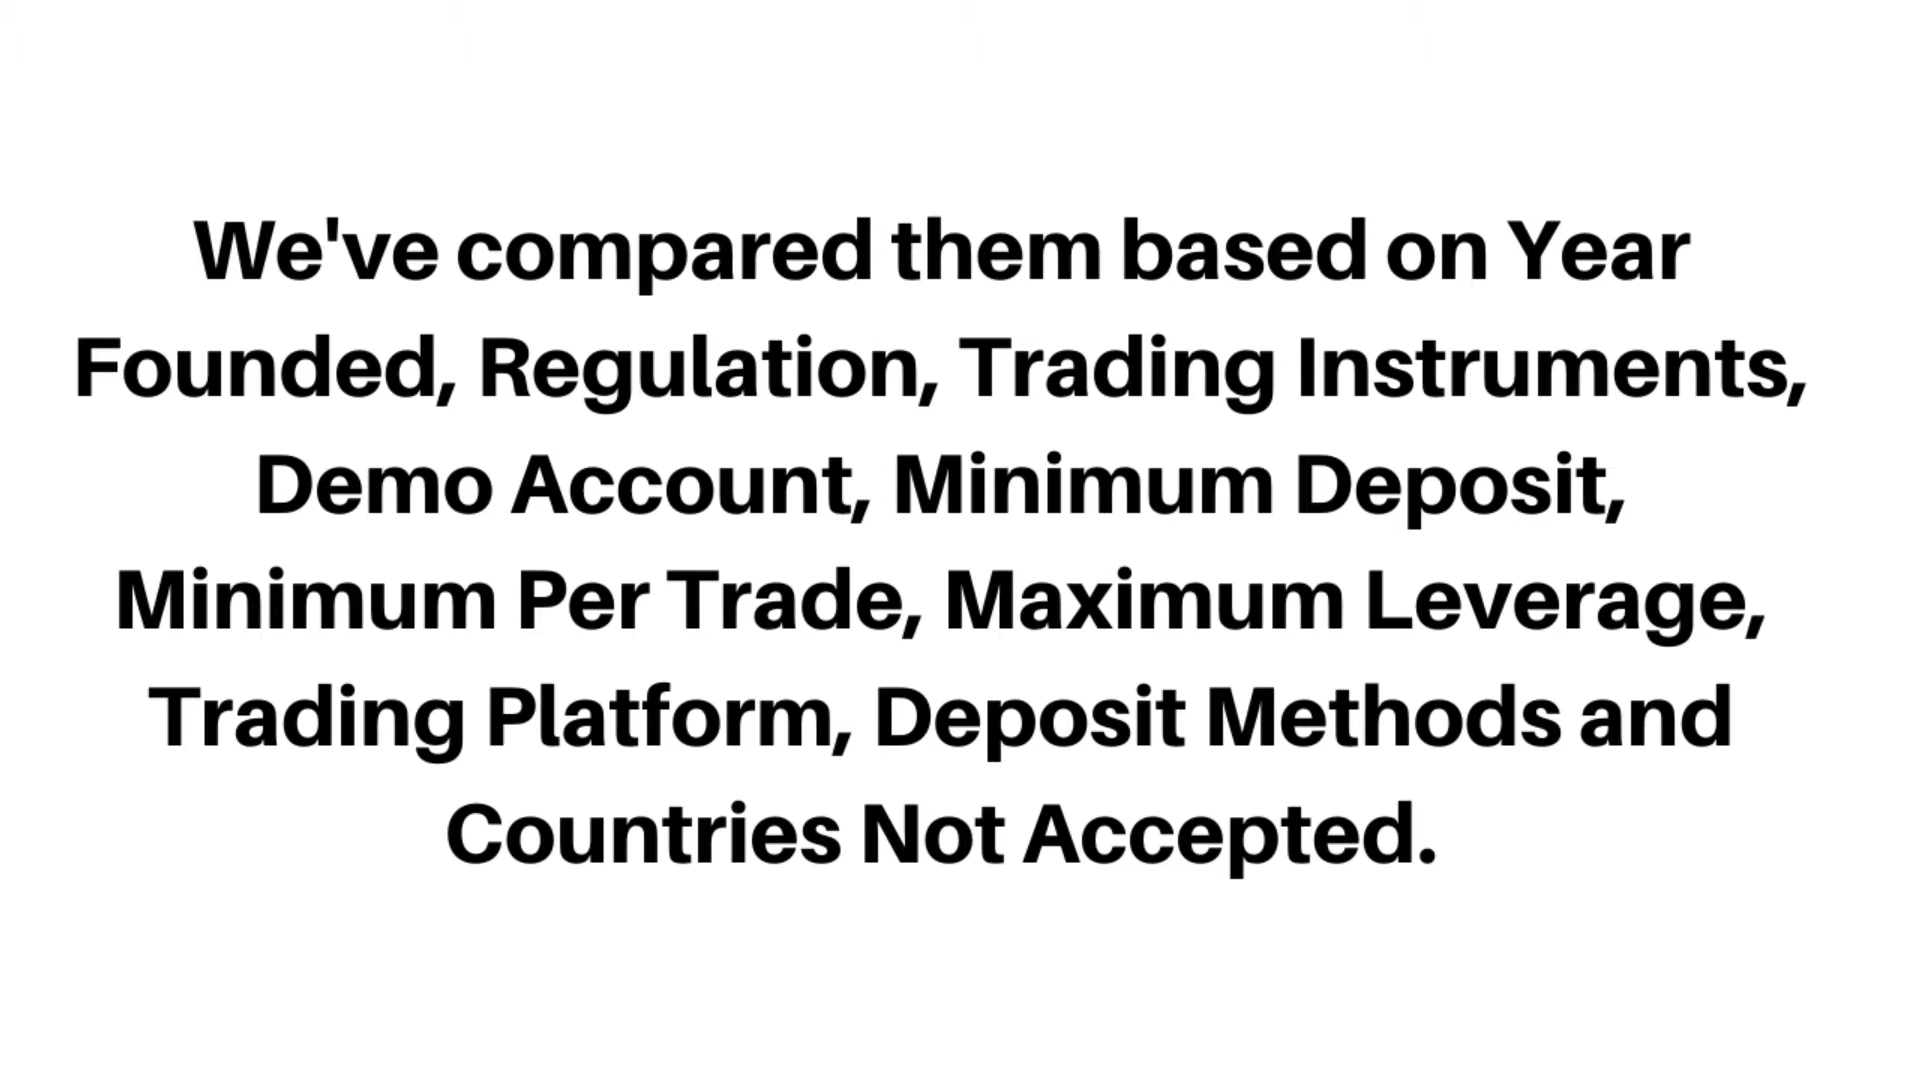 We've compared them based on Year
Founded, Regulation, Trading Instruments,
Demo Account, Minimum Deposit,
Minimum Per Trade, Maximum Leverage,
Trading Platform, Deposit Methods and
Countries Not Accepted.